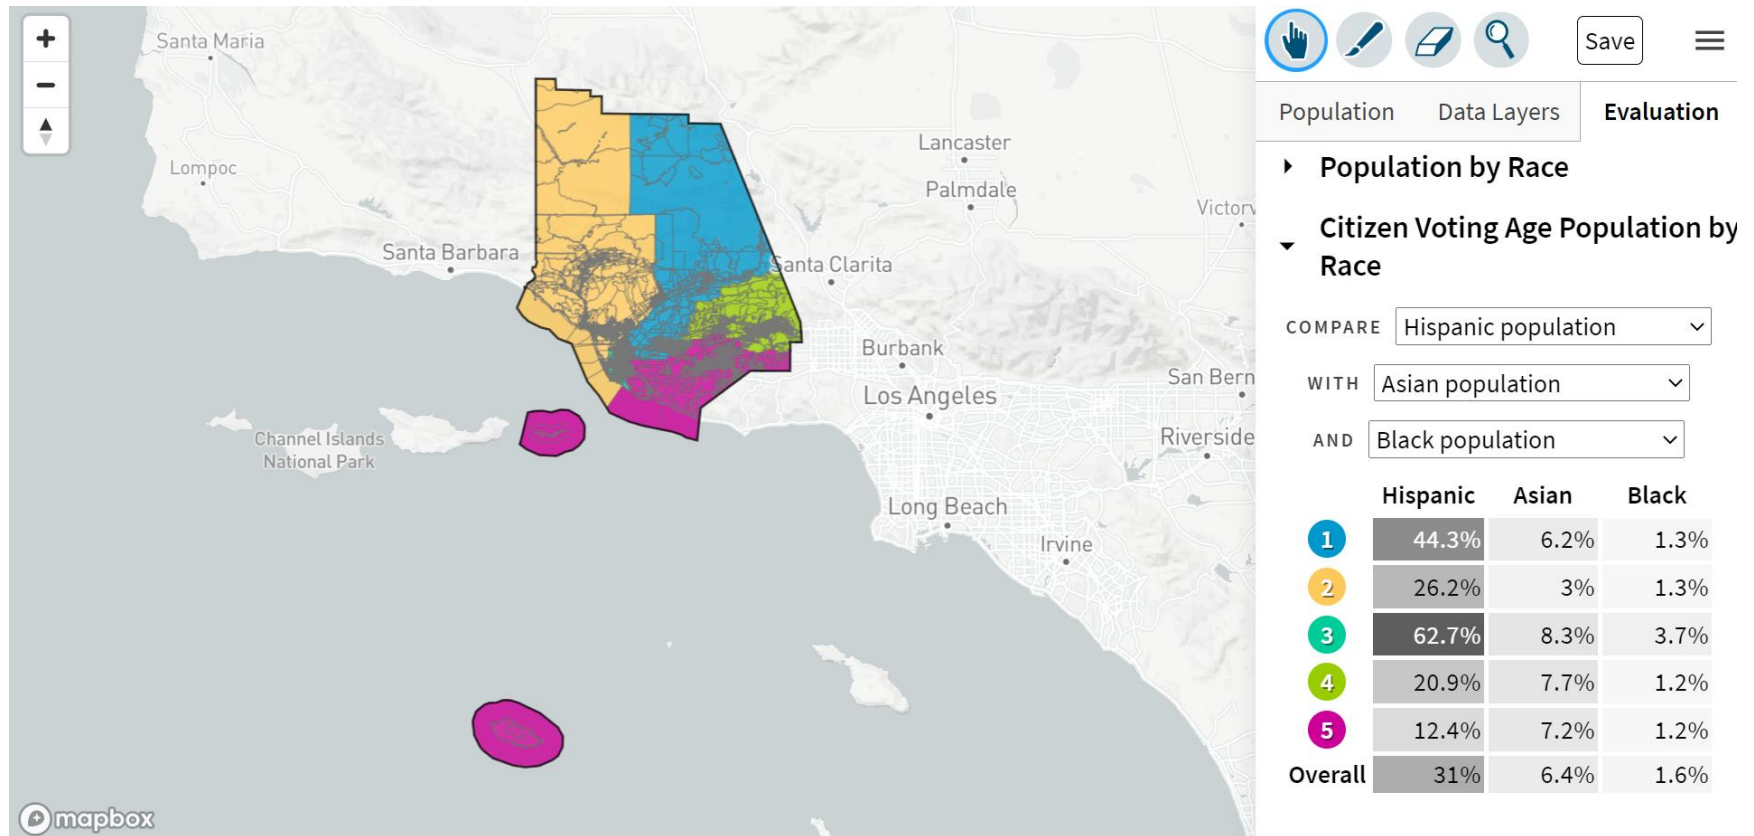 Santa Maria
Lompoc
Santa Barbara
Lancaster
Palmdale
Victorv
Santa Clarita
Burbank
Los Angeles
San Bern
Riverside
Channel Islands
National Park
Long Beach
Irvine
mapbox
Save
Population
Data Layers
Evaluation
Population by Race
Citizen Voting Age Population by
Race
COMPARE Hispanic population
WITH Asian population
AND Black population
Hispanic Asian Black
1 44.3% 6.2% 1.3%
2 26.2% 3% 1.3%
3 62.7% 8.3% 3.7%
4 20.9% 7.7% 1.2%
5 12.4% 7.2% 1.2%
Overall 31% 6.4% 1.6%